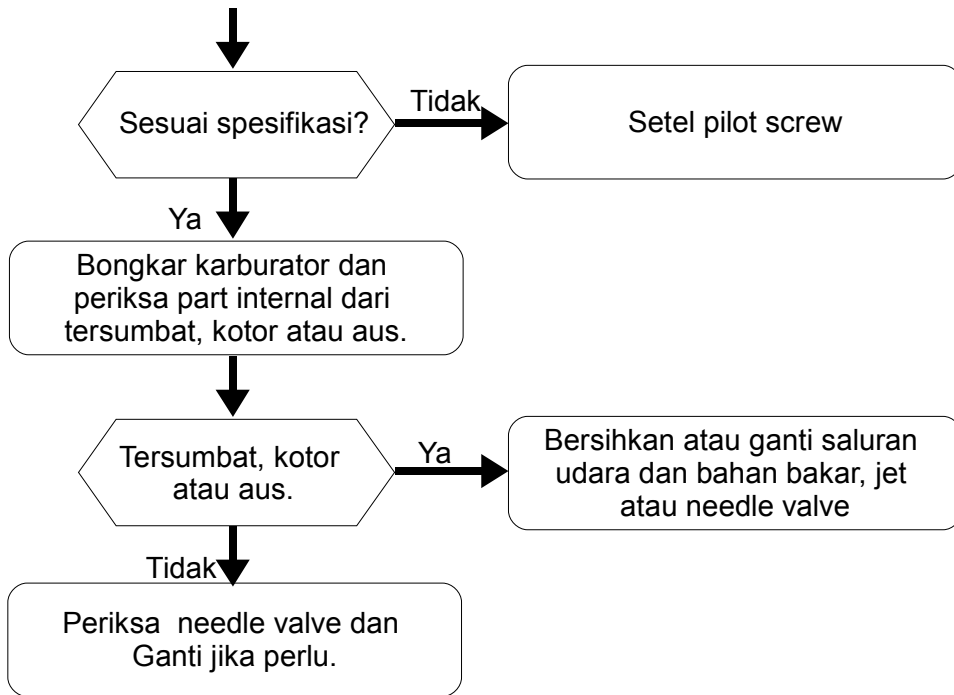 Sesuai spesifikasi?
Tidak
Setel pilot screw
Ya
Bongkar karburator dan
periksa part internal dari
tersumbat, kotor atau aus.
Tersumbat, kotor
atau aus.
Ya
Bersihkan atau ganti saluran
udara dan bahan bakar, jet
atau needle valve
Tidak
Periksa  needle valve dan
Ganti jika perlu.